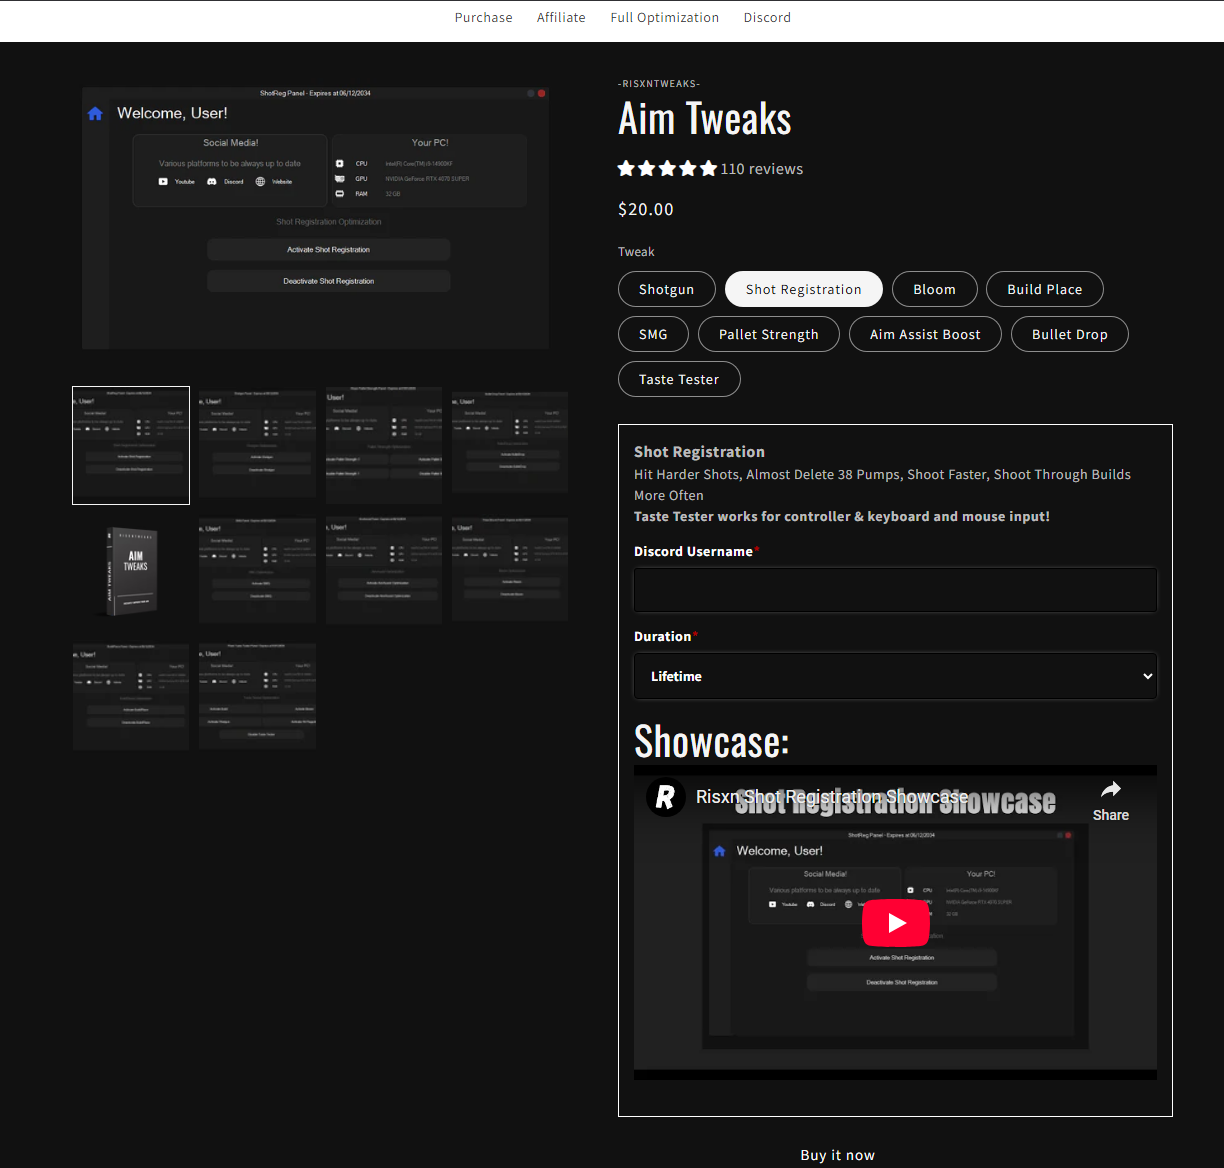 Purchase Affiliate Full Optimization Discord
ShotReg Panel - Expires at 06/12/2034
Welcome, User!
Social Media!
Various platforms to be always up to date
Youtube Discord Website
Your PC!
CPU Intel(R) Core(TM) i9-14900KF
GPU NVIDIA GeForce RTX 4070 SUPER
RAM 32 GB
Shot Registration Optimization
Activate Shot Registration
Deactivate Shot Registration
AIM
TWEAKS
AIM TWEAKS
-RISXNTWEAKS-
Aim Tweaks
110 reviews
$20.00
Tweak
Shotgun Shot Registration Bloom Build Place
SMG Pallet Strength Aim Assist Boost Bullet Drop
Taste Tester
Shot Registration
Hit Harder Shots, Almost Delete 38 Pumps, Shoot Faster, Shoot Through Builds
More Often
Taste Tester works for controller & keyboard and mouse input!
Discord Username*
Duration*
Lifetime
Showcase:
R Risxn Shot Registration Showcase
Shot Registration Showcase
Share
ShotReg Panel - Expires at 06/12/2034
Welcome, User!
Social Media!
Various platforms to be always up to date
Youtube Discord
Your PC!
CPU
NVIDIA GeForce RTX 4070 SUPER
32 GB
Activate Shot Registration
Deactivate Shot Registration
Buy it now